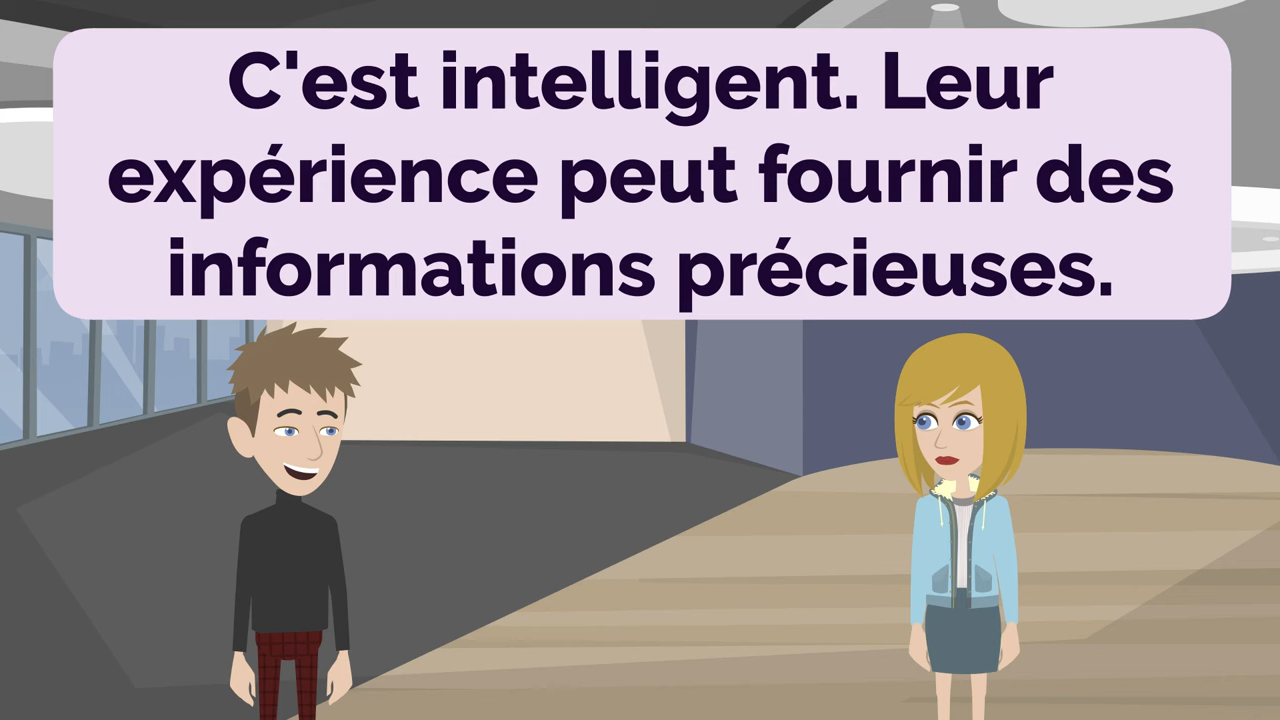 C'est intelligent. Leur
expérience peut fournir des
informations précieuses.